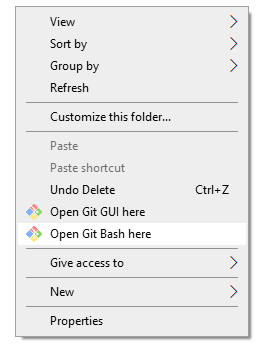 View
Sort by
Group by
Refresh
Customize this folder...
Paste
Paste shortcut
Undo Delete Ctrl+Z
Open Git GUI here
Open Git Bash here
Give access to
New
Properties